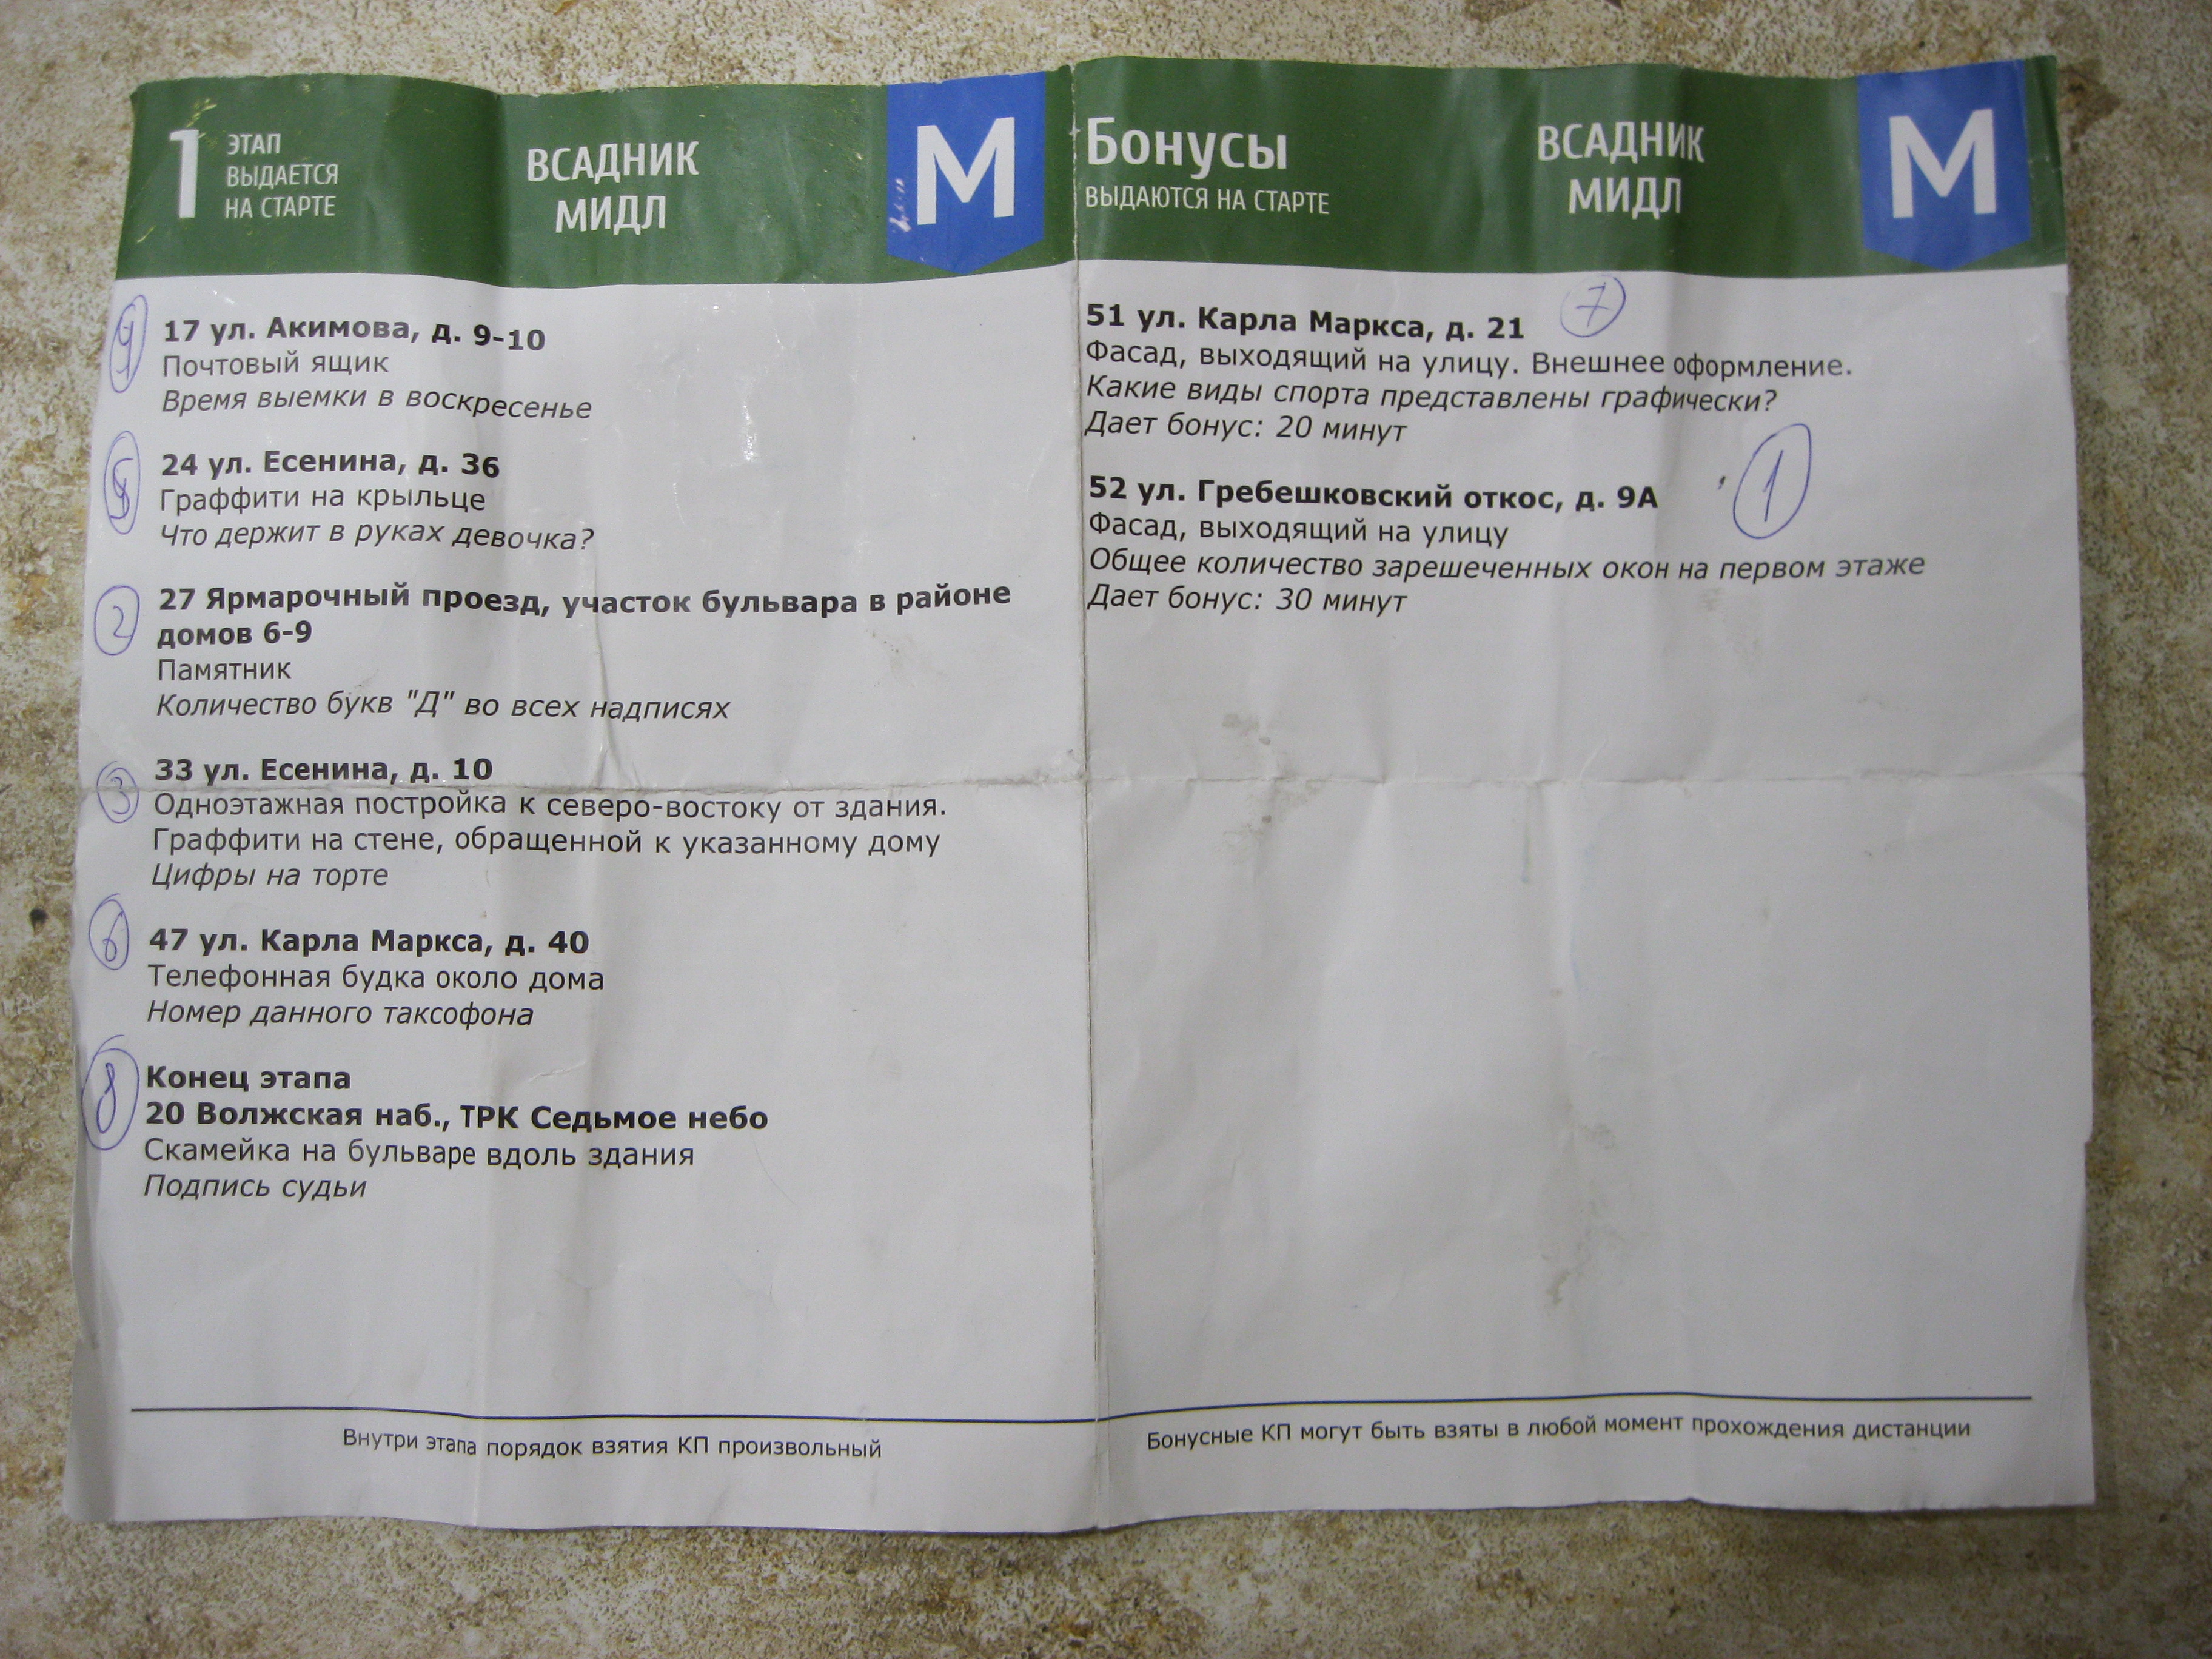 1 ЭТАП
ВЫДАЕТСЯ
НА СТАРТЕ
ВСАДНИК
МИДЛ
М
17 ул. Акимова, д. 9-10
Почтовый ящик
Время выемки в воскресенье
24 ул. Есенина, д. 36
Граффити на крыльце
Что держит в руках девочка?
2 27 Ярмарочный проезд, участок бульвара в районе
домов 6-9
Памятник
Количество букв "Д" во всех надписях
3 33 ул. Есенина, д. 10
Одноэтажная постройка к северо-востоку от здания.
Граффити на стене, обращенной к указанному дому
Цифры на торте
6 47 ул. Карла Маркса, д. 40
Телефонная будка около дома
Номер данного таксофона
8 Конец этапа
20 Волжская наб., ТРК Седьмое небо
Скамейка на бульваре вдоль здания
Подпись судьи
Внутри этапа порядок взятия КП произвольный
Бонусы
ВЫДАЮТСЯ НА СТАРТЕ
ВСАДНИК
МИДЛ
М
51 ул. Карла Маркса, д. 21 7
Фасад, выходящий на улицу. Внешнее оформление.
Какие виды спорта представлены графически?
Дает бонус: 20 минут
52 ул. Гребешковский откос, д. 9А 1
Фасад, выходящий на улицу
Общее количество зарешеченных окон на первом этаже
Дает бонус: 30 минут
Бонусные КП могут быть взяты в любой момент прохождения дистанции